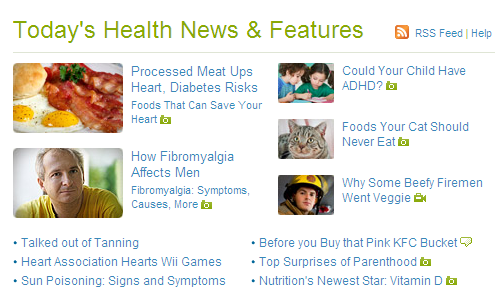 Today's Health News & Features
RSS Feed | Help
Processed Meat Ups
Heart, Diabetes Risks
Foods That Can Save Your
Heart
How Fibromyalgia
Affects Men
Fibromyalgia: Symptoms,
Causes, More
Could Your Child Have
ADHD?
Foods Your Cat Should
Never Eat
Why Some Beefy Firemen
Went Veggie
• Talked out of Tanning
• Heart Association Hearts Wii Games
• Sun Poisoning: Signs and Symptoms
• Before you Buy that Pink KFC Bucket
• Top Surprises of Parenthood
• Nutrition's Newest Star: Vitamin D